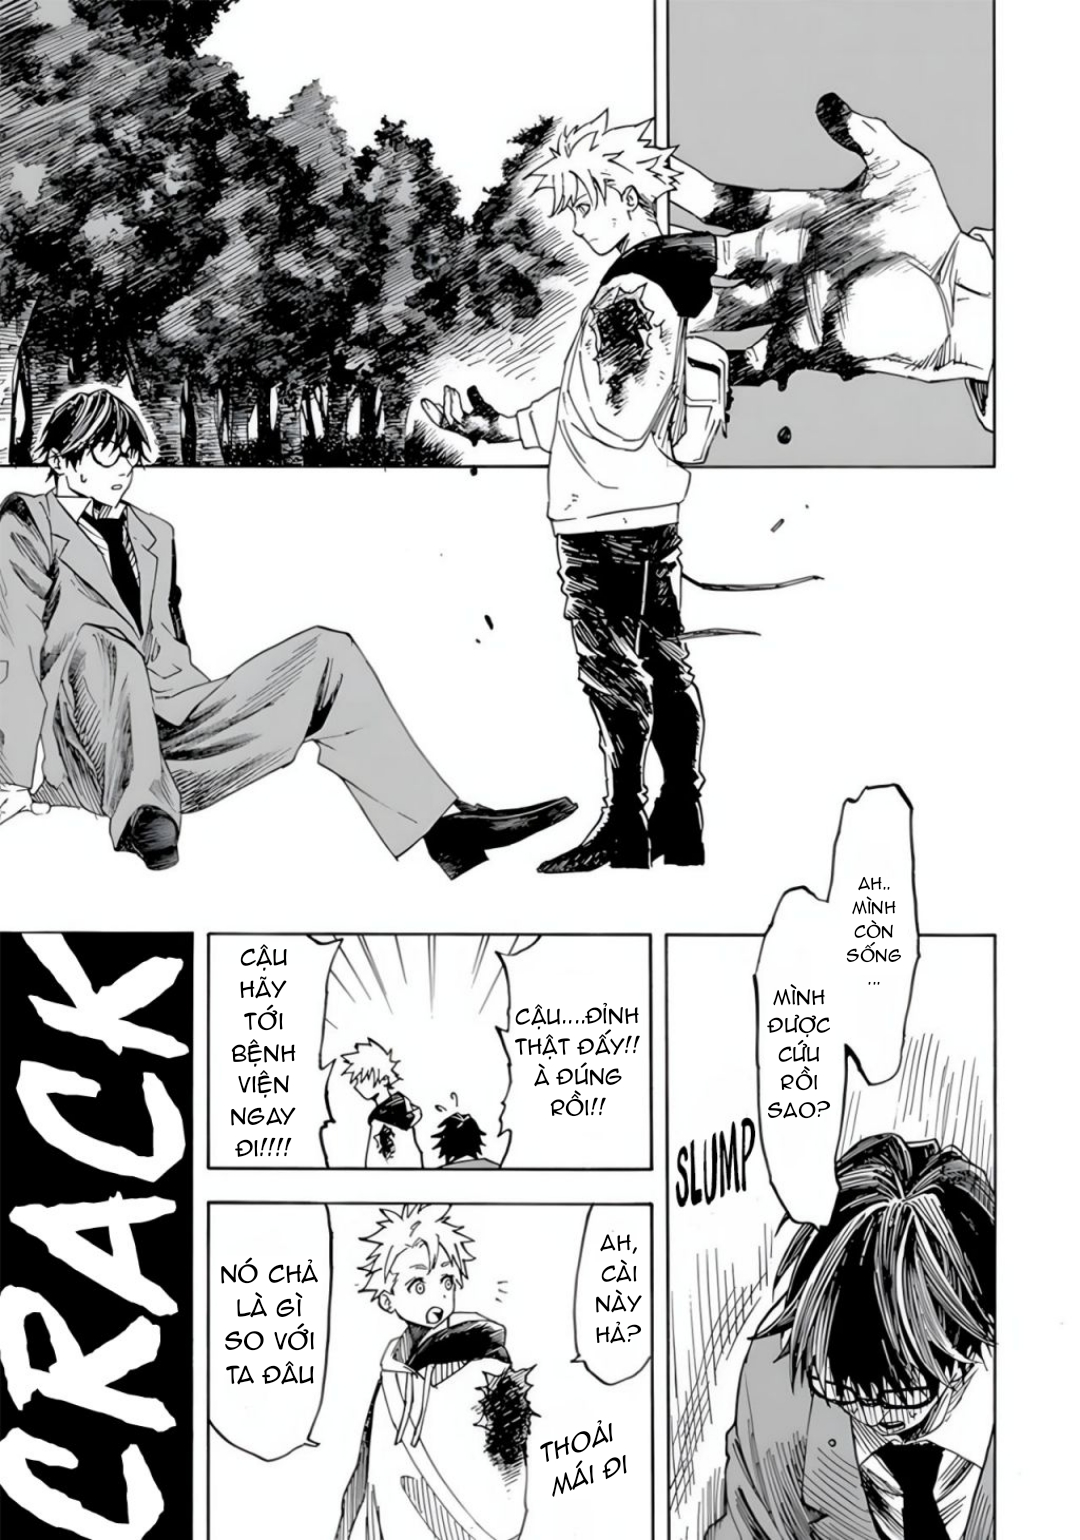 AH..
MÌNH
CÒN
SỐNG
...
MÌNH
ĐƯỢC
CỨU
RỒI
SAO?
SLUMP
CẬU....ĐỈNH
THẬT ĐẤY!!
À ĐÚNG
RỒI!!
CẬU
HÃY
TỚI
BỆNH
VIỆN
NGAY
ĐI!!!!
AH,
CÀI
NÀY
HẢ?
THOẢI
MÁI ĐI
NÓ CHẢ
LÀ GÌ
SO VỚI
TA ĐÂU
CRACK